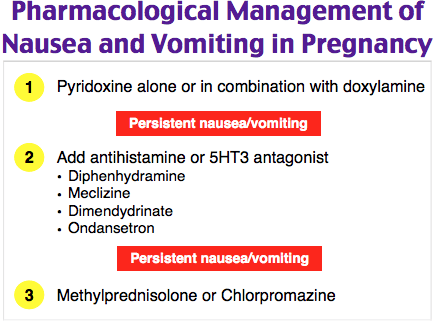 Pharmacological Management of
Nausea and Vomiting in Pregnancy
1 Pyridoxine alone or in combination with doxylamine
Persistent nausea/vomiting
2 Add antihistamine or 5HT3 antagonist
• Diphenhydramine
• Meclizine
• Dimendydrinate
• Ondansetron
Persistent nausea/vomiting
3 Methylprednisolone or Chlorpromazine